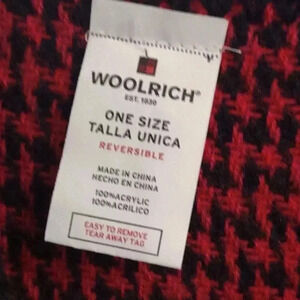 WOOLRICH®
EST. 1830
ONE SIZE
TALLA UNICA
REVERSIBLE
MADE IN CHINA
HECHO EN CHINA
100%ACRYLIC
100%ACRILICO
EASY TO REMOVE
TEAR AWAY TAG